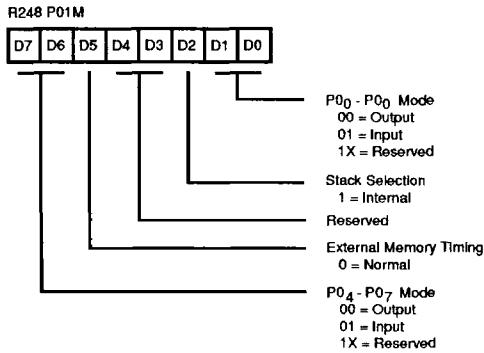 R248 P01M
D7 D6 D5 D4 D3 D2 D1 D0
P00 - P00 Mode
00 = Output
01 = Input
1X = Reserved
Stack Selection
1 = Internal
Reserved
External Memory Timing
0 = Normal
P04 - P07 Mode
00 = Output
01 = Input
1X = Reserved